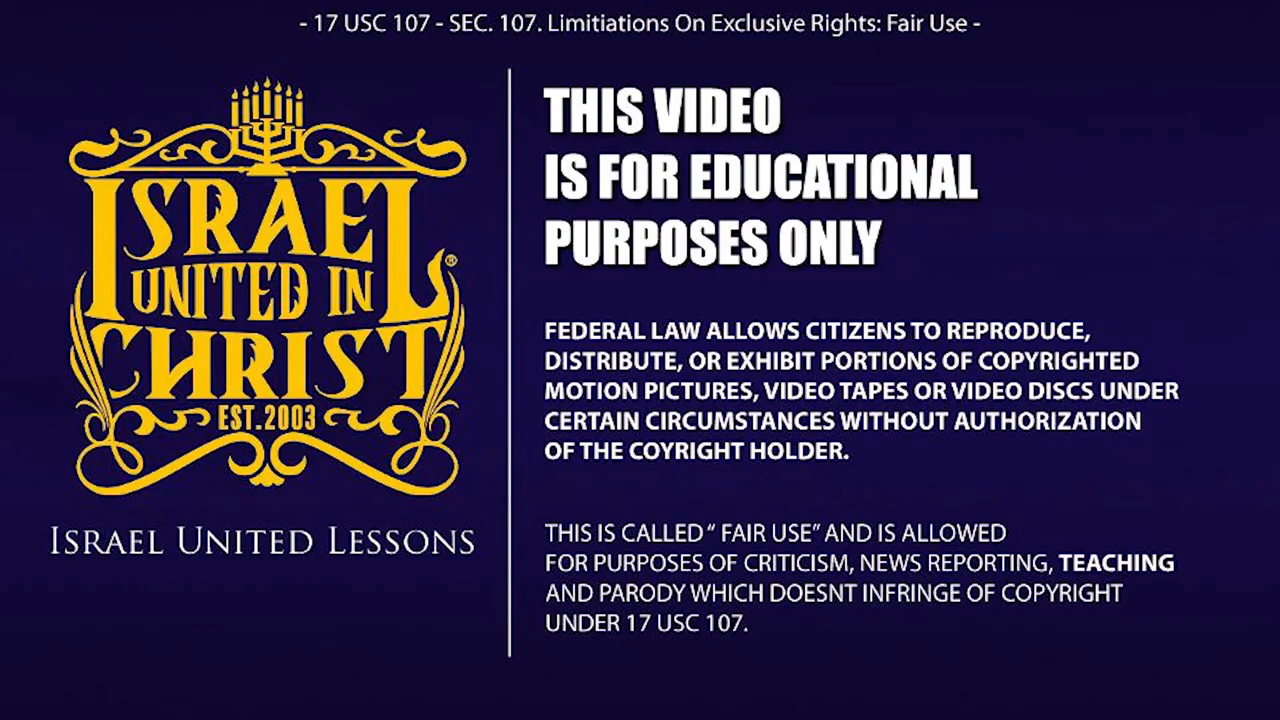 - 17 USC 107 - SEC. 107. Limitiations On Exclusive Rights: Fair Use -
ISRAEL
UNITED IN
CHRIST
EST.2003
®
ISRAEL UNITED LESSONS
THIS VIDEO
IS FOR EDUCATIONAL
PURPOSES ONLY
FEDERAL LAW ALLOWS CITIZENS TO REPRODUCE,
DISTRIBUTE, OR EXHIBIT PORTIONS OF COPYRIGHTED
MOTION PICTURES, VIDEO TAPES OR VIDEO DISCS UNDER
CERTAIN CIRCUMSTANCES WITHOUT AUTHORIZATION
OF THE COYRIGHT HOLDER.
THIS IS CALLED “ FAIR USE” AND IS ALLOWED
FOR PURPOSES OF CRITICISM, NEWS REPORTING, TEACHING
AND PARODY WHICH DOESNT INFRINGE OF COPYRIGHT
UNDER 17 USC 107.